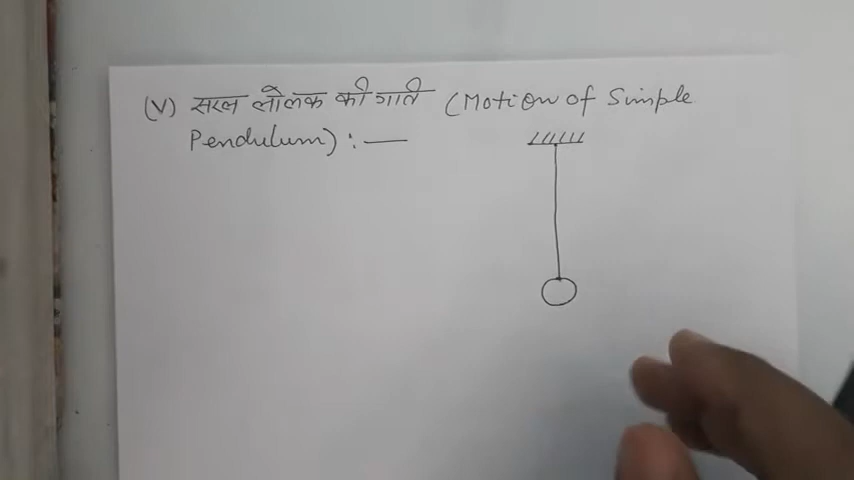 (V) सरल लोलक की गति (Motion of Simple
Pendulum) : —